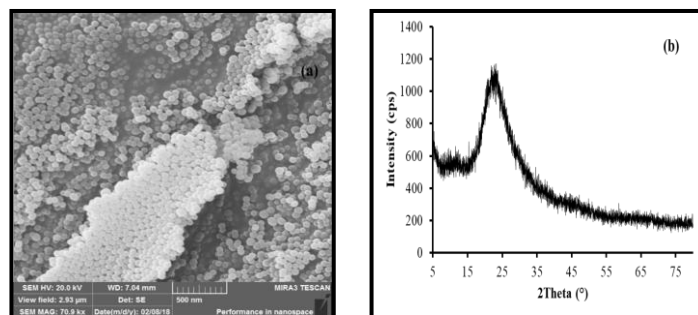 (a)
SEM HV: 20.0 kV WD: 7.04 mm MIRA3 TESCAN
View field: 2.93 µm Det: SE 500 nm
SEM MAG: 70.9 kx Date(m/d/y): 02/08/18 Performance in nanospace
(b)
Intensity (cps)
1400
1200
1000
800
600
400
200
0
5 15 25 35 45 55 65 75
2Theta (°)